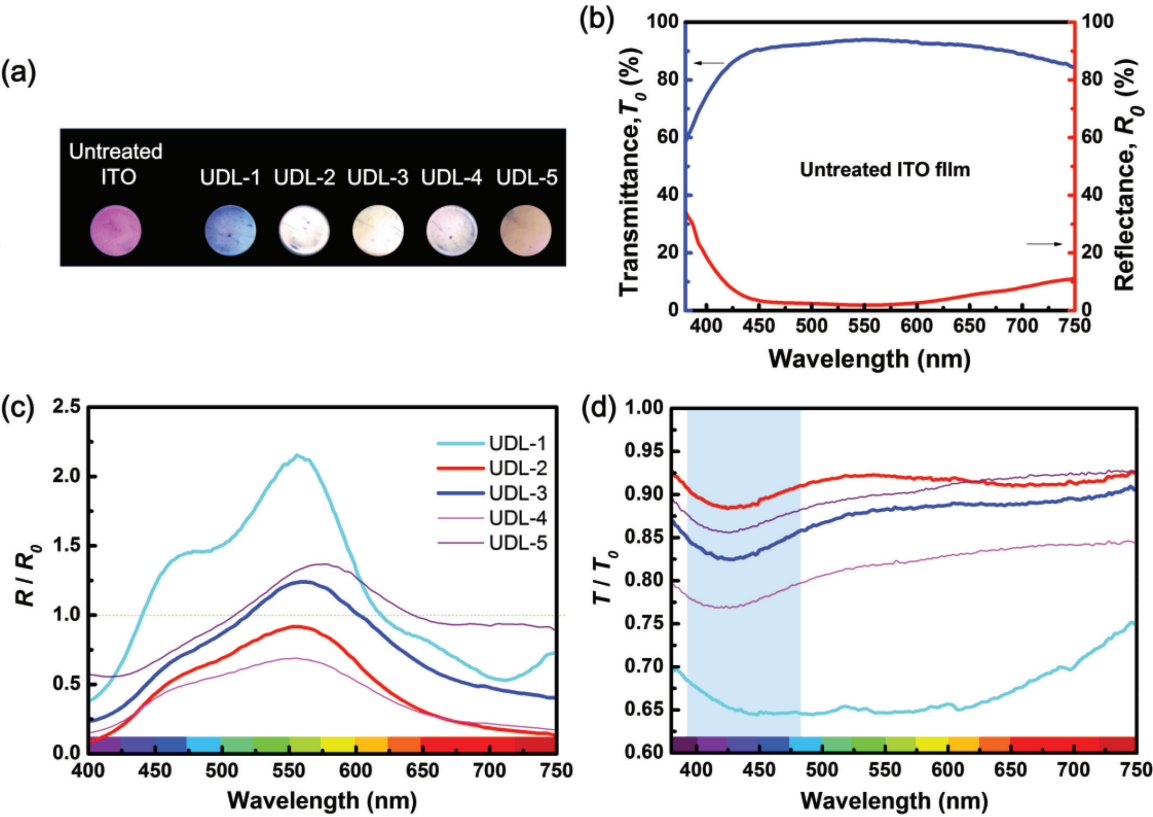 (a)
Untreated
ITO
UDL-1 UDL-2 UDL-3 UDL-4 UDL-5
(b)
100
80
60
40
20
0
Transmittance, T0 (%)
100
80
60
40
20
0
Reflectance, R0 (%)
Untreated ITO fIlm
400 450 500 550 600 650 700 750
Wavelength (nm)
(c)
2.5
2.0
1.5
1.0
0.5
0.0
R / R0
UDL-1
UDL-2
UDL-3
UDL-4
UDL-5
400 450 500 550 600 650 700 750
Wavelength (nm)
(d)
1.00
0.95
0.90
0.85
0.80
0.75
0.70
0.65
0.60
T / T0
400 450 500 550 600 650 700 750
Wavelength (nm)